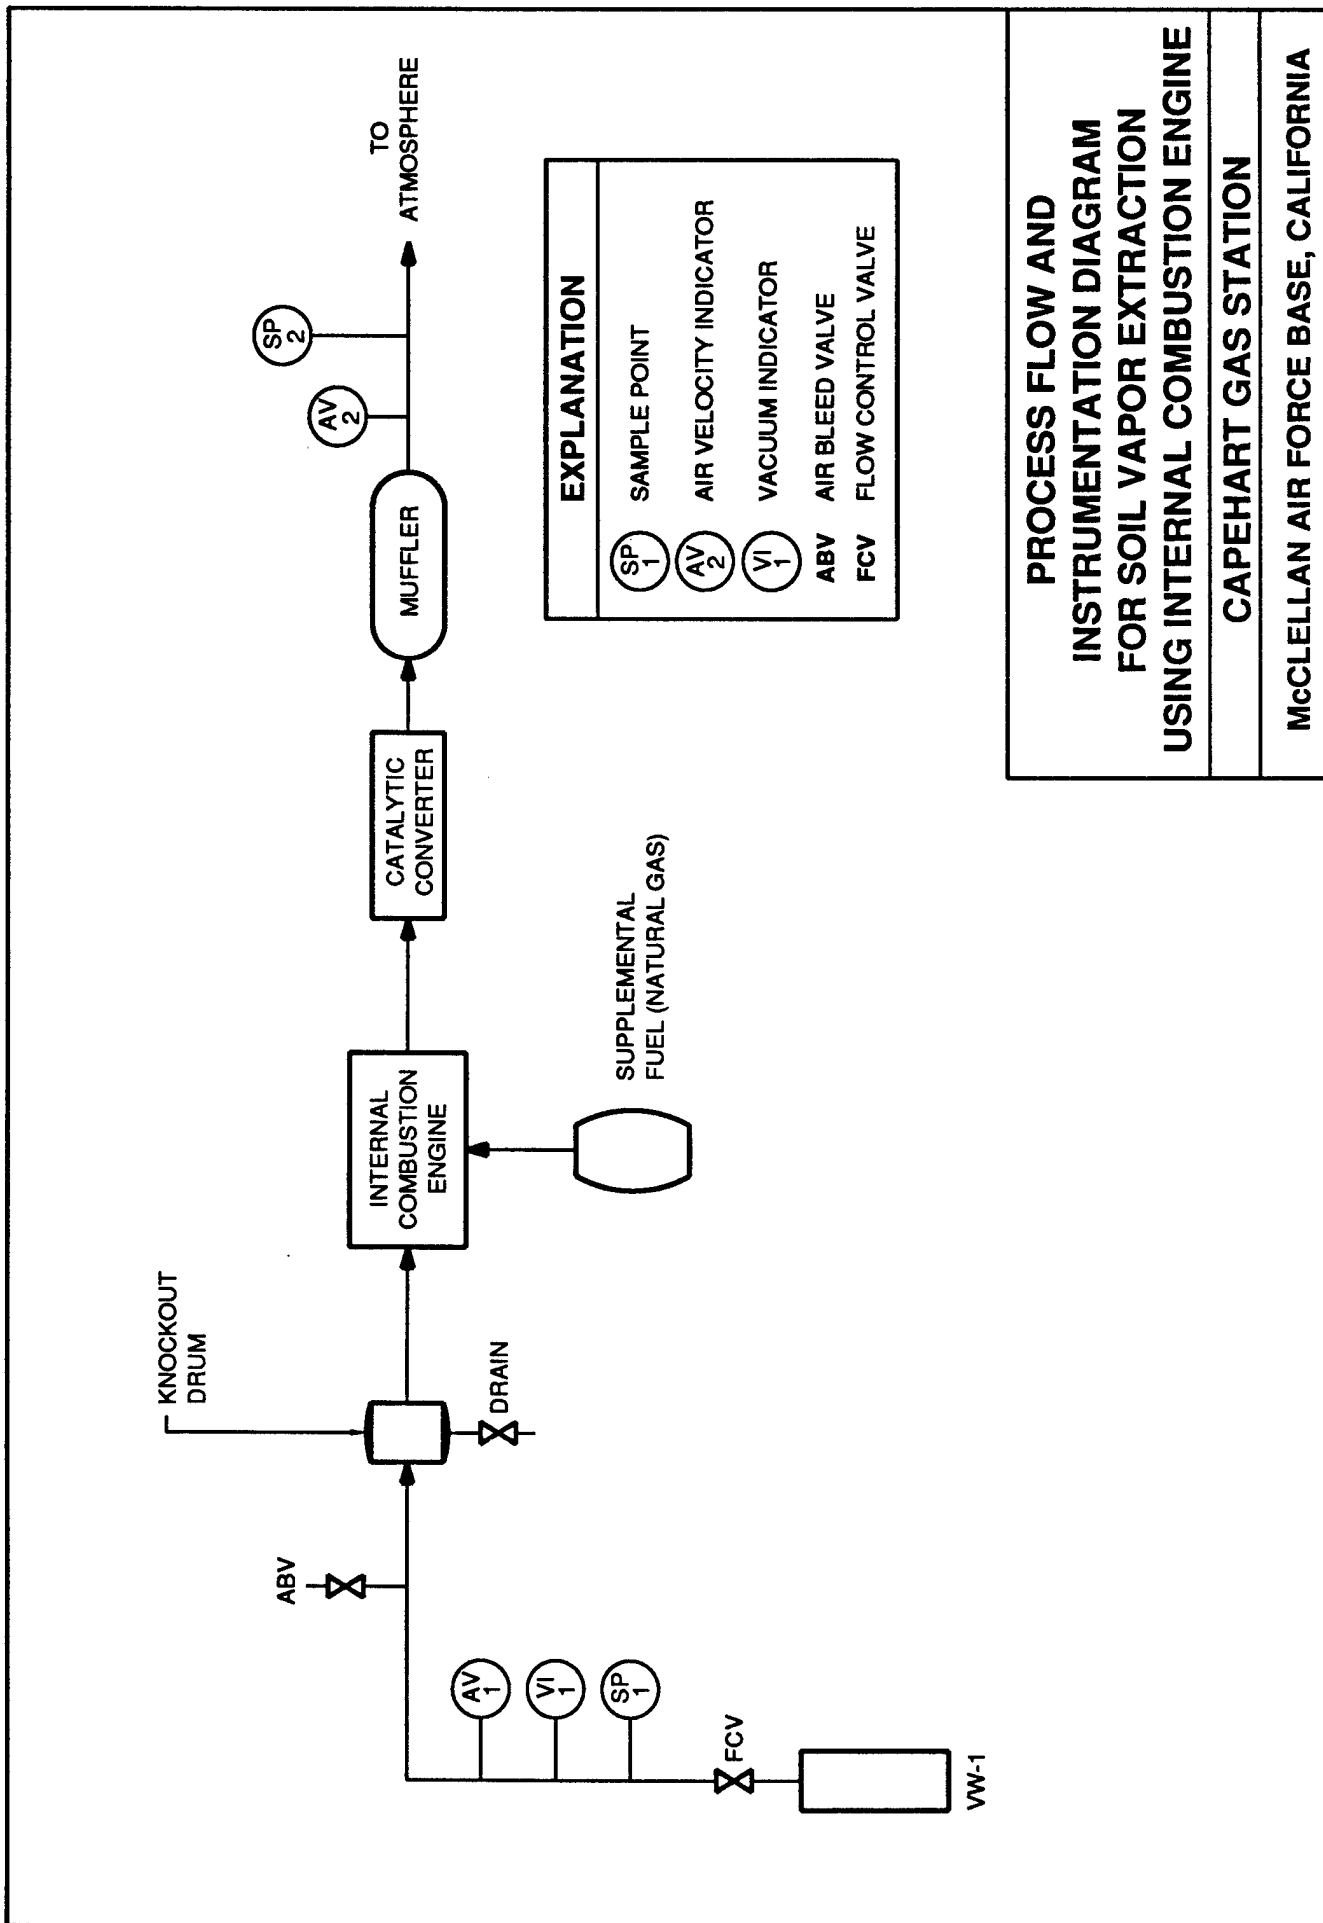 KNOCKOUT
DRUM
ABV
DRAIN
AV
1
VI
1
SP
1
FCV
VW-1
INTERNAL
COMBUSTION
ENGINE
SUPPLEMENTAL
FUEL (NATURAL GAS)
CATALYTIC
CONVERTER
MUFFLER
AV
2
SP
2
TO
ATMOSPHERE
EXPLANATION
SP
1
SAMPLE POINT
AV
2
AIR VELOCITY INDICATOR
VI
1
VACUUM INDICATOR
ABV AIR BLEED VALVE
FCV FLOW CONTROL VALVE
PROCESS FLOW AND
INSTRUMENTATION DIAGRAM
FOR SOIL VAPOR EXTRACTION
USING INTERNAL COMBUSTION ENGINE
CAPEHART GAS STATION
McCLELLAN AIR FORCE BASE, CALIFORNIA